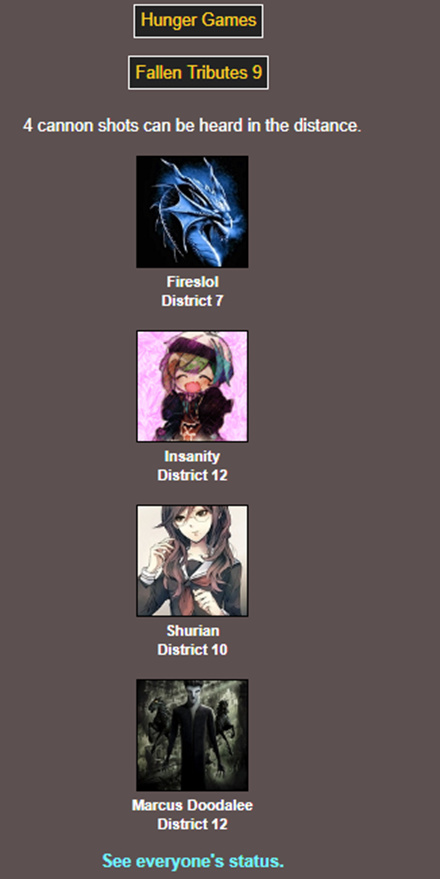 Hunger Games
Fallen Tributes 9
4 cannon shots can be heard in the distance.
Fireslol
District 7
Insanity
District 12
Shurian
District 10
Marcus Doodalee
District 12
See everyone's status.